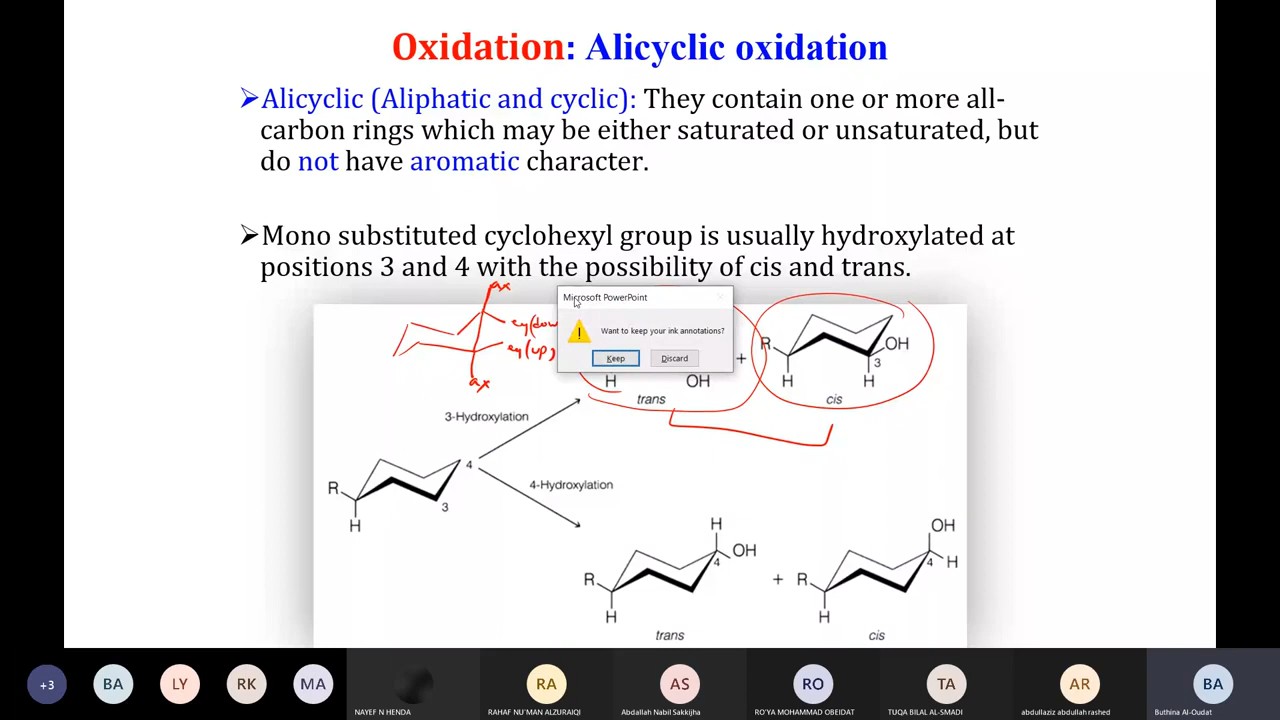 Oxidation: Alicyclic oxidation
➢Alicyclic (Aliphatic and cyclic): They contain one or more all-
carbon rings which may be either saturated or unsaturated, but
do not have aromatic character.
➢Mono substituted cyclohexyl group is usually hydroxylated at
positions 3 and 4 with the possibility of cis and trans.
ax
eq(dow
eq(up)
ax
Microsoft PowerPoint
Want to keep your ink annotations?
Keep
Discard
H
OH
trans
+
R
OH
3
H
H
cis
3-Hydroxylation
R
4
3
H
4-Hydroxylation
H
OH
4
R
H
trans
+
OH
4
H
R
H
cis
+3
BA
LY
RK
MA
NAYEF N HENDA
RA
RAHAF NU'MAN ALZURAIQI
AS
Abdallah Nabil Sakkijha
RO
RO'YA MOHAMMAD OBEIDAT
TA
TUQA BILAL AL-SMADI
AR
abdullaziz abdullah rashed
BA
Buthina Al-Oudat